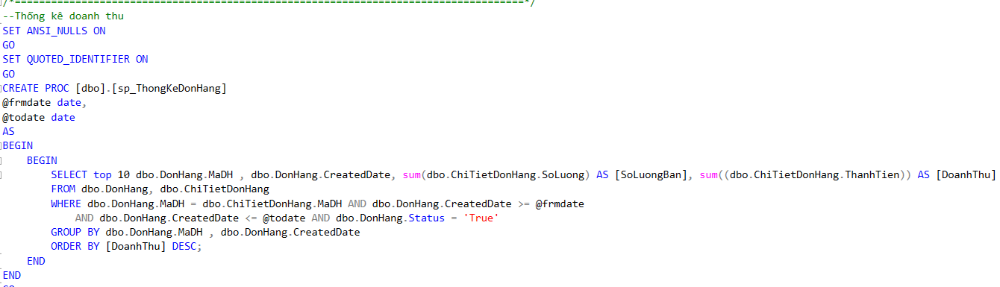 /*=====================================================================================*/
--Thống kê doanh thu
SET ANSI_NULLS ON
GO
SET QUOTED_IDENTIFIER ON
GO
CREATE PROC [dbo].[sp_ThongKeDonHang]
@frmdate date,
@todate date
AS
BEGIN
    BEGIN
        SELECT top 10 dbo.DonHang.MaDH , dbo.DonHang.CreatedDate, sum(dbo.ChiTietDonHang.SoLuong) AS [SoLuongBan], sum((dbo.ChiTietDonHang.ThanhTien)) AS [DoanhThu]
        FROM dbo.DonHang, dbo.ChiTietDonHang
        WHERE dbo.DonHang.MaDH = dbo.ChiTietDonHang.MaDH AND dbo.DonHang.CreatedDate >= @frmdate
            AND dbo.DonHang.CreatedDate <= @todate AND dbo.DonHang.Status = 'True'
        GROUP BY dbo.DonHang.MaDH , dbo.DonHang.CreatedDate
        ORDER BY [DoanhThu] DESC;
    END
END
GO